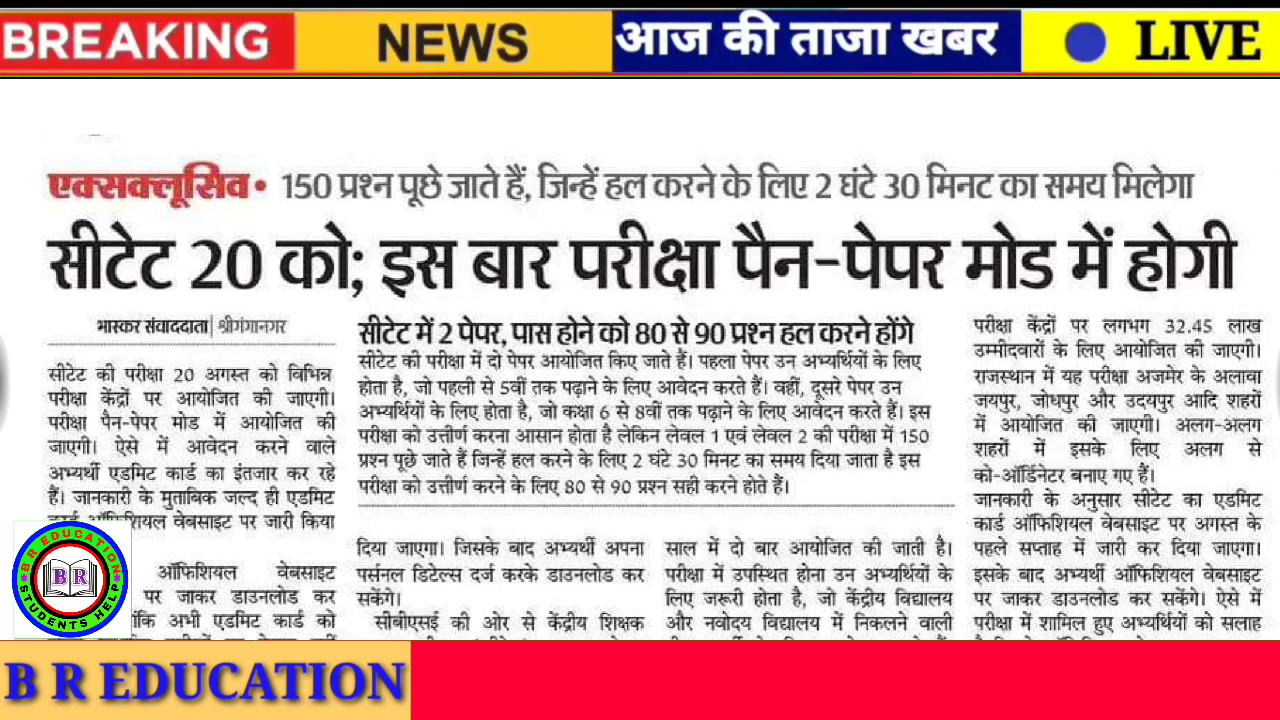 BREAKING NEWS आज की ताजा खबर LIVE
एक्सक्लूसिव • 150 प्रश्न पूछे जाते हैं, जिन्हें हल करने के लिए 2 घंटे 30 मिनट का समय मिलेगा
सीटेट 20 को; इस बार परीक्षा पैन-पेपर मोड में होगी
भास्कर संवाददाता | श्रीगंगानगर
सीटेट की परीक्षा 20 अगस्त को विभिन्न
परीक्षा केंद्रों पर आयोजित की जाएगी।
परीक्षा पैन-पेपर मोड में आयोजित की
जाएगी। ऐसे में आवेदन करने वाले
अभ्यर्थी एडमिट कार्ड का इंतजार कर रहे
हैं। जानकारी के मुताबिक जल्द ही एडमिट
कार्ड ऑफिशियल वेबसाइट पर जारी किया
ऑफिशियल वेबसाइट
पर जाकर डाउनलोड कर
अभी एडमिट कार्ड को
सीटेट में 2 पेपर, पास होने को 80 से 90 प्रश्न हल करने होंगे
सीटेट की परीक्षा में दो पेपर आयोजित किए जाते हैं। पहला पेपर उन अभ्यर्थियों के लिए
होता है, जो पहली से 5वीं तक पढ़ाने के लिए आवेदन करते हैं। वहीं, दूसरे पेपर उन
अभ्यर्थियों के लिए होता है, जो कक्षा 6 से 8वीं तक पढ़ाने के लिए आवेदन करते हैं। इस
परीक्षा को उत्तीर्ण करना आसान होता है लेकिन लेवल 1 एवं लेवल 2 की परीक्षा में 150
प्रश्न पूछे जाते हैं जिन्हें हल करने के लिए 2 घंटे 30 मिनट का समय दिया जाता है इस
परीक्षा को उत्तीर्ण करने के लिए 80 से 90 प्रश्न सही करने होते हैं।
दिया जाएगा। जिसके बाद अभ्यर्थी अपना
पर्सनल डिटेल्स दर्ज करके डाउनलोड कर
सकेंगे।
सीबीएसई की ओर से केंद्रीय शिक्षक
साल में दो बार आयोजित की जाती है।
परीक्षा में उपस्थित होना उन अभ्यर्थियों के
लिए जरूरी होता है, जो केंद्रीय विद्यालय
और नवोदय विद्यालय में निकलने वाली
परीक्षा केंद्रों पर लगभग 32.45 लाख
उम्मीदवारों के लिए आयोजित की जाएगी।
राजस्थान में यह परीक्षा अजमेर के अलावा
जयपुर, जोधपुर और उदयपुर आदि शहरों
में आयोजित की जाएगी। अलग-अलग
शहरों में इसके लिए अलग से
को-ऑर्डिनेटर बनाए गए हैं।
जानकारी के अनुसार सीटेट का एडमिट
कार्ड ऑफिशियल वेबसाइट पर अगस्त के
पहले सप्ताह में जारी कर दिया जाएगा।
इसके बाद अभ्यर्थी ऑफिशियल वेबसाइट
पर जाकर डाउनलोड कर सकेंगे। ऐसे में
परीक्षा में शामिल हुए अभ्यर्थियों को सलाह
B R EDUCATION
B R
STUDENTS HELP
B R EDUCATION